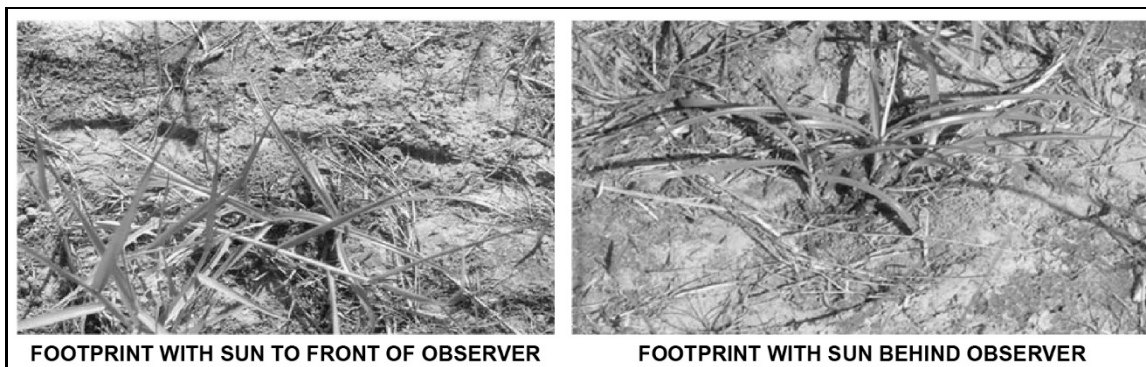 FOOTPRINT WITH SUN TO FRONT OF OBSERVER
FOOTPRINT WITH SUN BEHIND OBSERVER